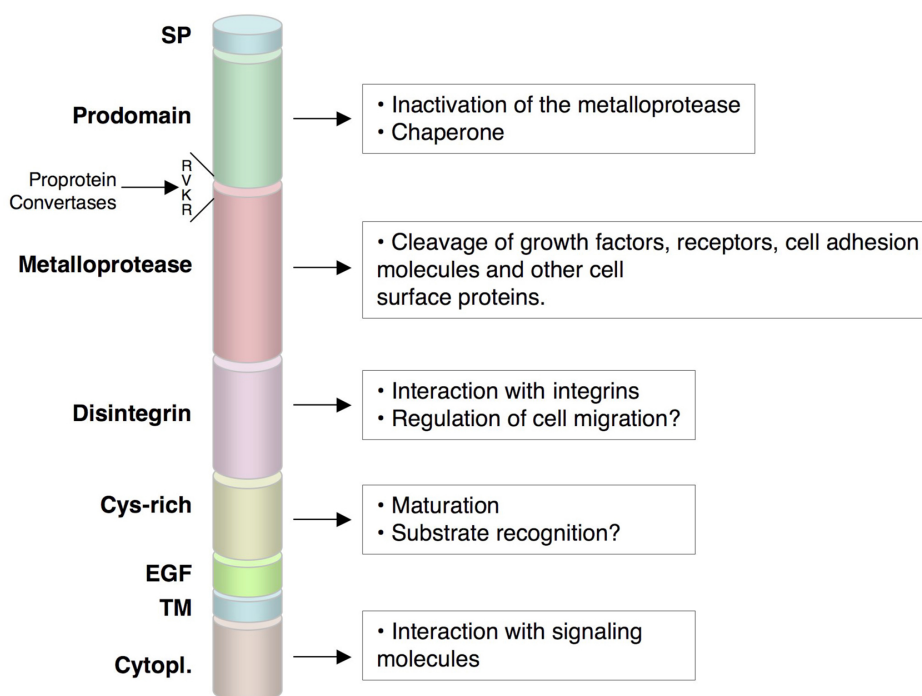 SP
Prodomain
• Inactivation of the metalloprotease
• Chaperone
Proprotein
Convertases
R
V
K
R
Metalloprotease
• Cleavage of growth factors, receptors, cell adhesion
molecules and other cell
surface proteins.
Disintegrin
• Interaction with integrins
• Regulation of cell migration?
Cys-rich
• Maturation
• Substrate recognition?
EGF
TM
Cytopl.
• Interaction with signaling
molecules